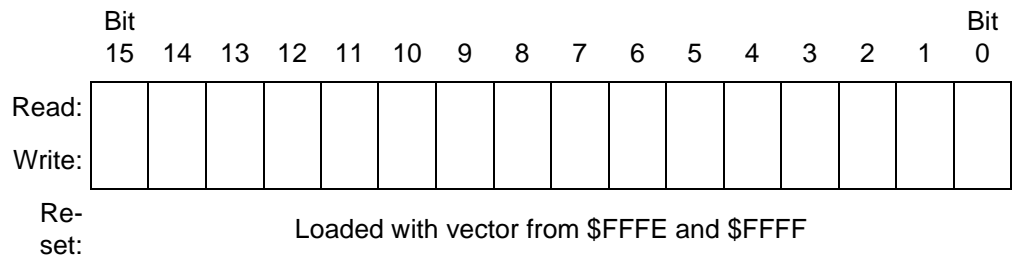 Bit Bit
15 14 13 12 11 10 9 8 7 6 5 4 3 2 1 0
Read:
Write:
Re-
set:
Loaded with vector from $FFFE and $FFFF